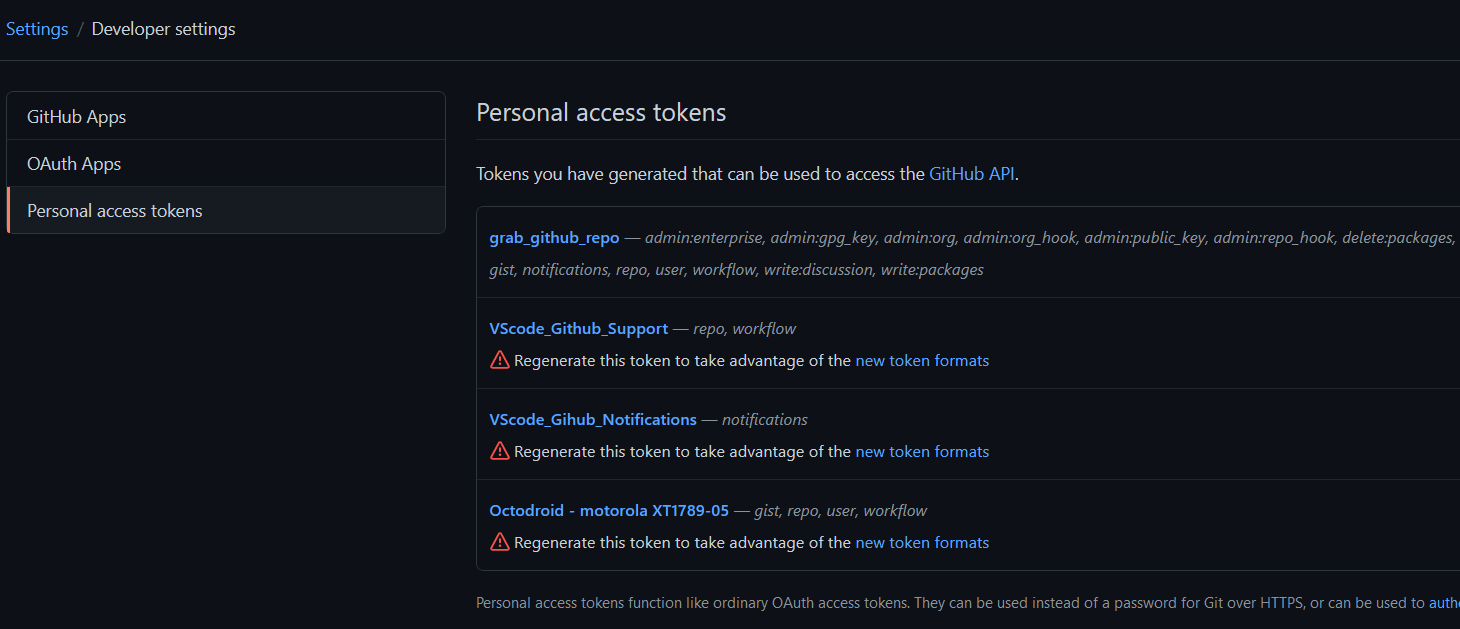 Settings / Developer settings
GitHub Apps
OAuth Apps
Personal access tokens
Personal access tokens
Tokens you have generated that can be used to access the GitHub API.
grab_github_repo — admin:enterprise, admin:gpg_key, admin:org, admin:org_hook, admin:public_key, admin:repo_hook, delete:packages,
gist, notifications, repo, user, workflow, write:discussion, write:packages
VScode_Github_Support — repo, workflow
Regenerate this token to take advantage of the new token formats
VScode_Gihub_Notifications — notifications
Regenerate this token to take advantage of the new token formats
Octodroid - motorola XT1789-05 — gist, repo, user, workflow
Regenerate this token to take advantage of the new token formats
Personal access tokens function like ordinary OAuth access tokens. They can be used instead of a password for Git over HTTPS, or can be used to